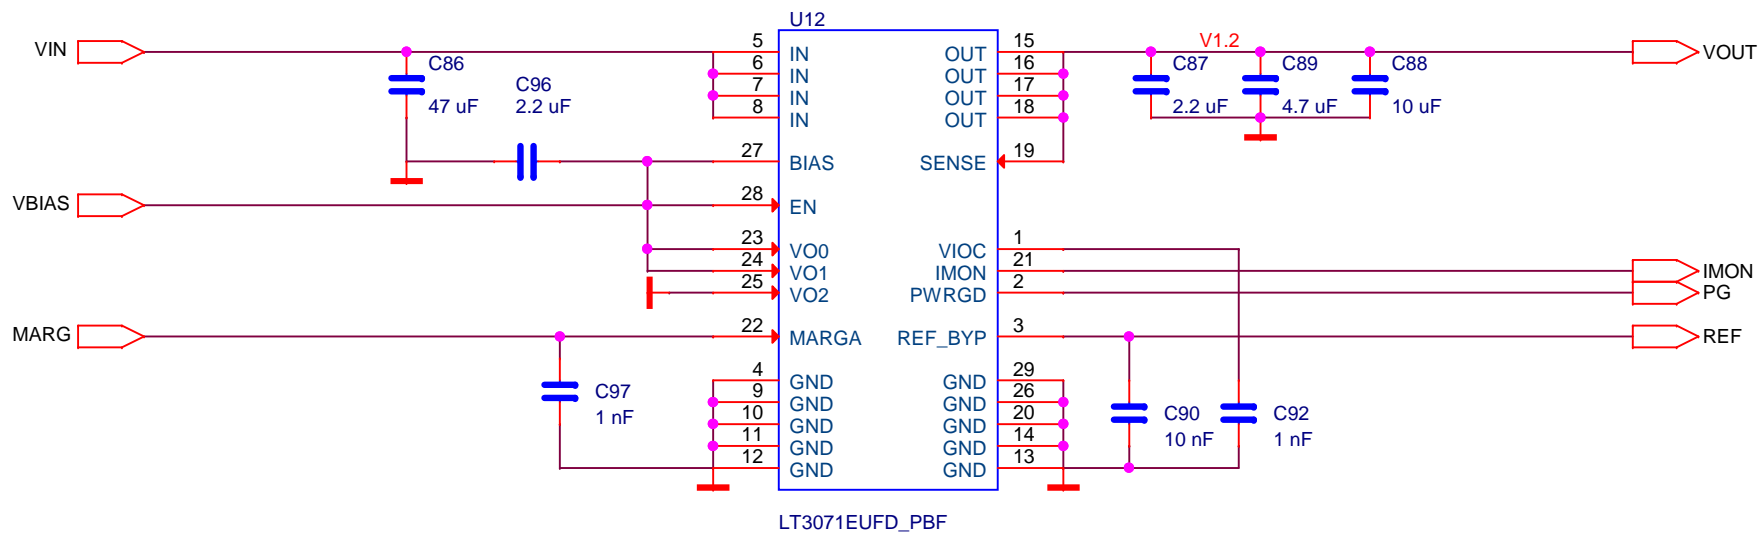 U12
VIN
5
IN
6
IN
7
IN
8
IN
C86
47 uF
C96
2.2 uF
27
BIAS
VBIAS
28
EN
23
VO0
24
VO1
25
VO2
MARG
22
MARGA
4
GND
9
GND
10
GND
11
GND
12
GND
C97
1 nF
15
OUT
16
OUT
17
OUT
18
OUT
19
SENSE
V1.2
C87
2.2 uF
C89
4.7 uF
C88
10 uF
VOUT
1
VIOC
21
IMON
2
PWRGD
3
REF_BYP
IMON
PG
REF
29
GND
26
GND
20
GND
14
GND
13
GND
C90
10 nF
C92
1 nF
LT3071EUFD_PBF